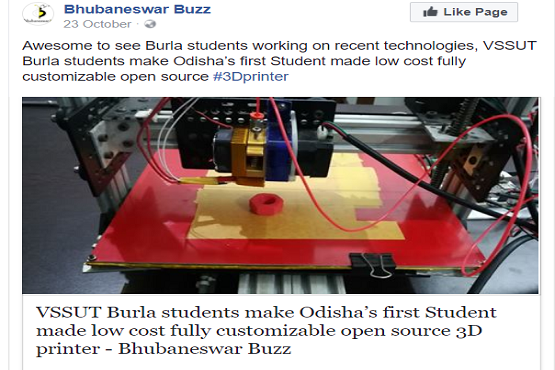 Bhubaneswar Buzz
23 October ·
Like Page
Awesome to see Burla students working on recent technologies, VSSUT
Burla students make Odisha's first Student made low cost fully
customizable open source #3Dprinter
VSSUT Burla students make Odisha's first Student
made low cost fully customizable open source 3D
printer - Bhubaneswar Buzz